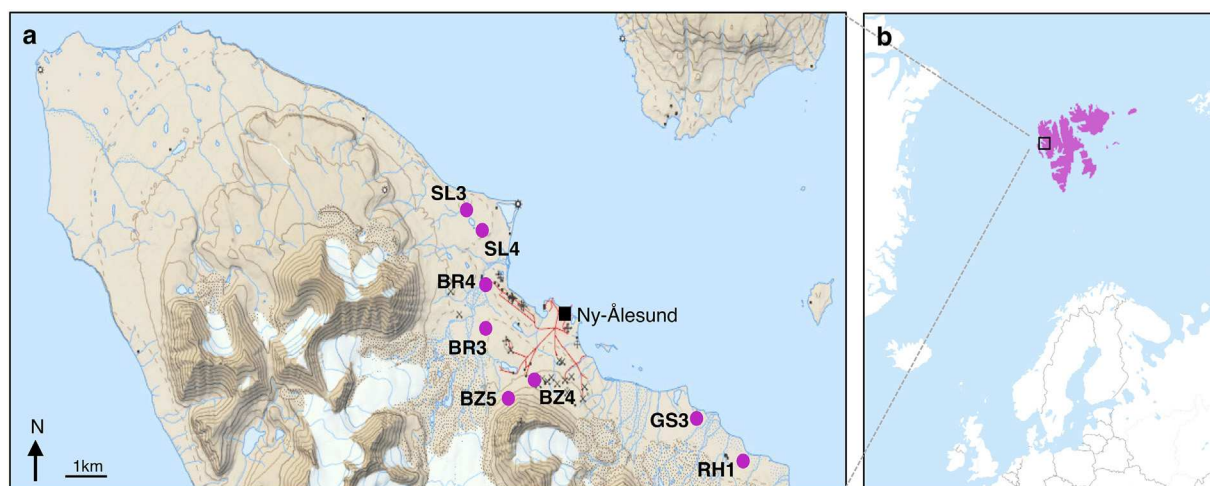 a
b
SL3
SL4
BR4
Ny-Ålesund
BR3
BZ5
BZ4
GS3
RH1
N
1km